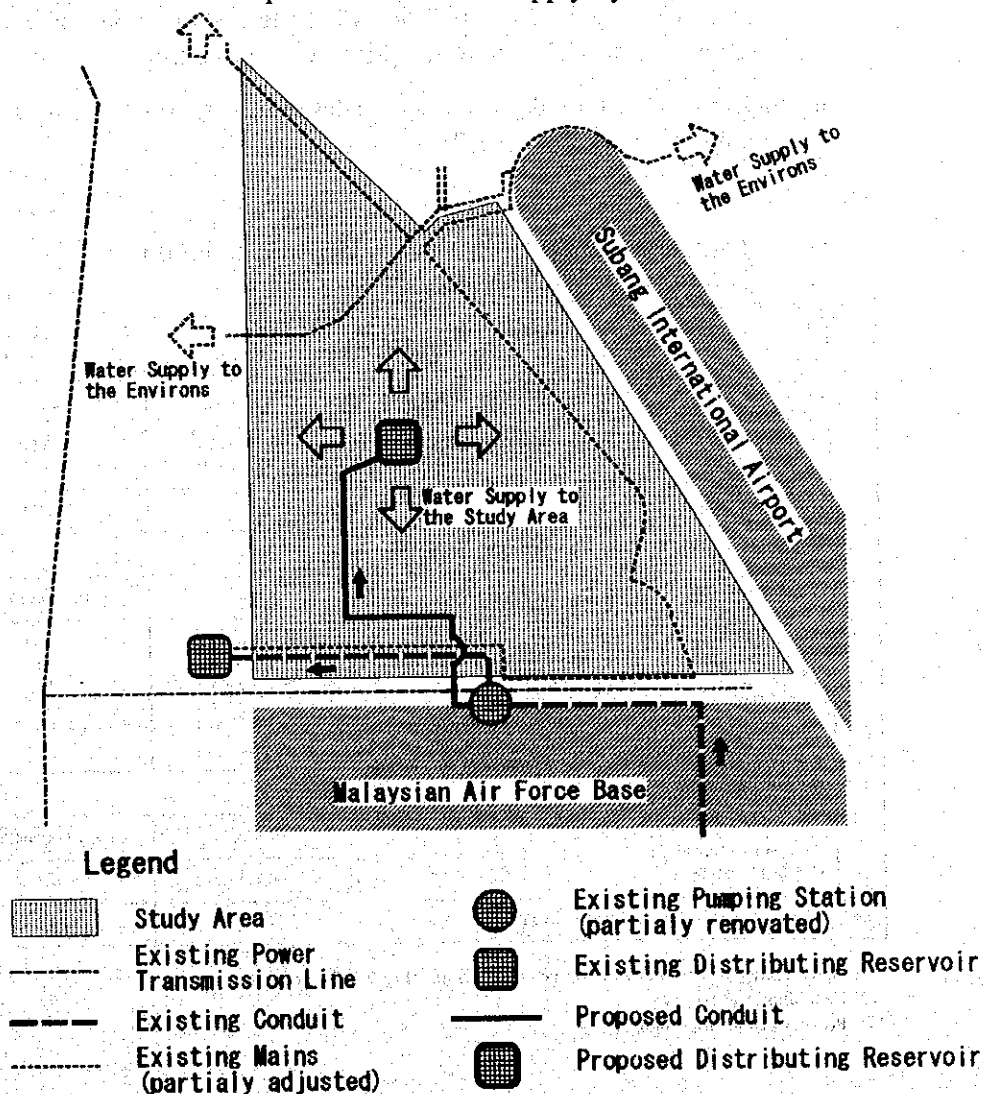 Supply
Water Supply to
the Environs
Subang International Airport
Water Supply to
the Environs
Water Supply to
the Study Area
Malaysian Air Force Base
Legend
Study Area
Existing Power
Transmission Line
Existing Conduit
Existing Mains
(partialy adjusted)
Existing Pumping Station
(partialy renovated)
Existing Distributing Reservoir
Proposed Conduit
Proposed Distributing Reservoir